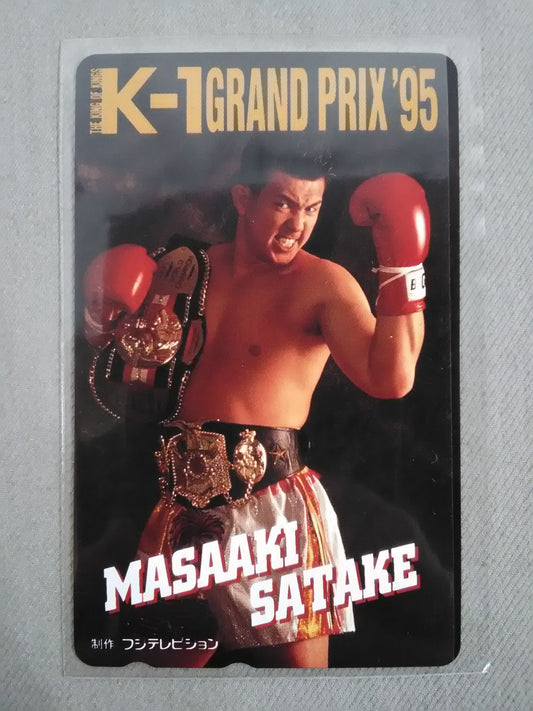 THE KING OF KINGS
K-1 GRAND PRIX '95
MASAAKI
SATAKE
制作 フジテレビジョン